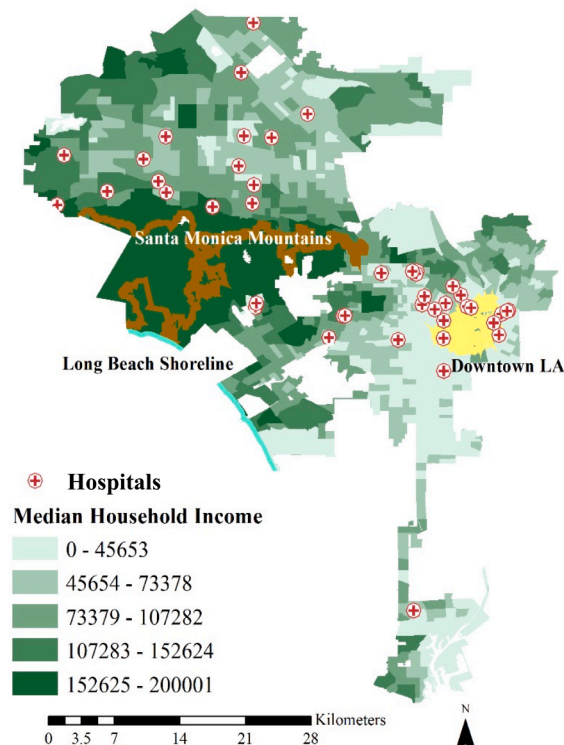 Santa Monica Mountains
Long Beach Shoreline
Downtown LA
Hospitals
Median Household Income
0 - 45653
45654 - 73378
73379 - 107282
107283 - 152624
152625 - 200001
Kilometers
0 3.5 7 14 21 28
N